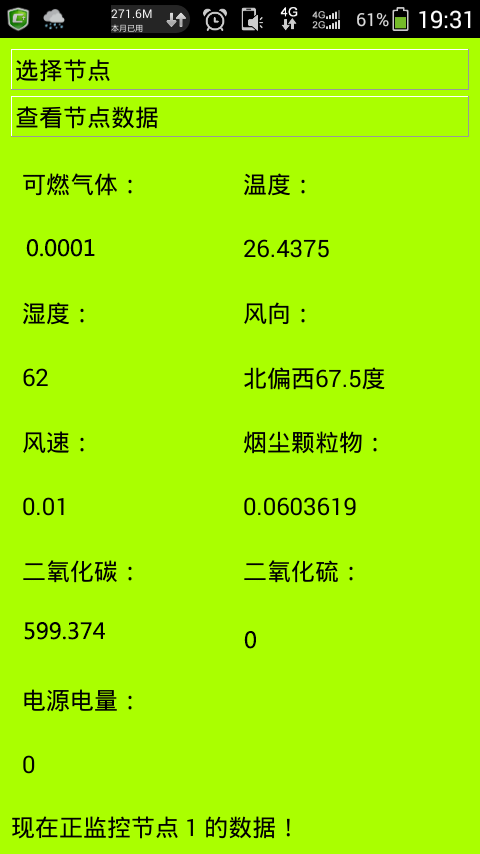 271.6M
本月已用
4G
4G
2G
61%
19:31
选择节点
查看节点数据
可燃气体：
温度：
0.0001
26.4375
湿度：
风向：
62
北偏西67.5度
风速：
烟尘颗粒物：
0.01
0.0603619
二氧化碳：
二氧化硫：
599.374
0
电源电量：
0
现在正监控节点 1 的数据！